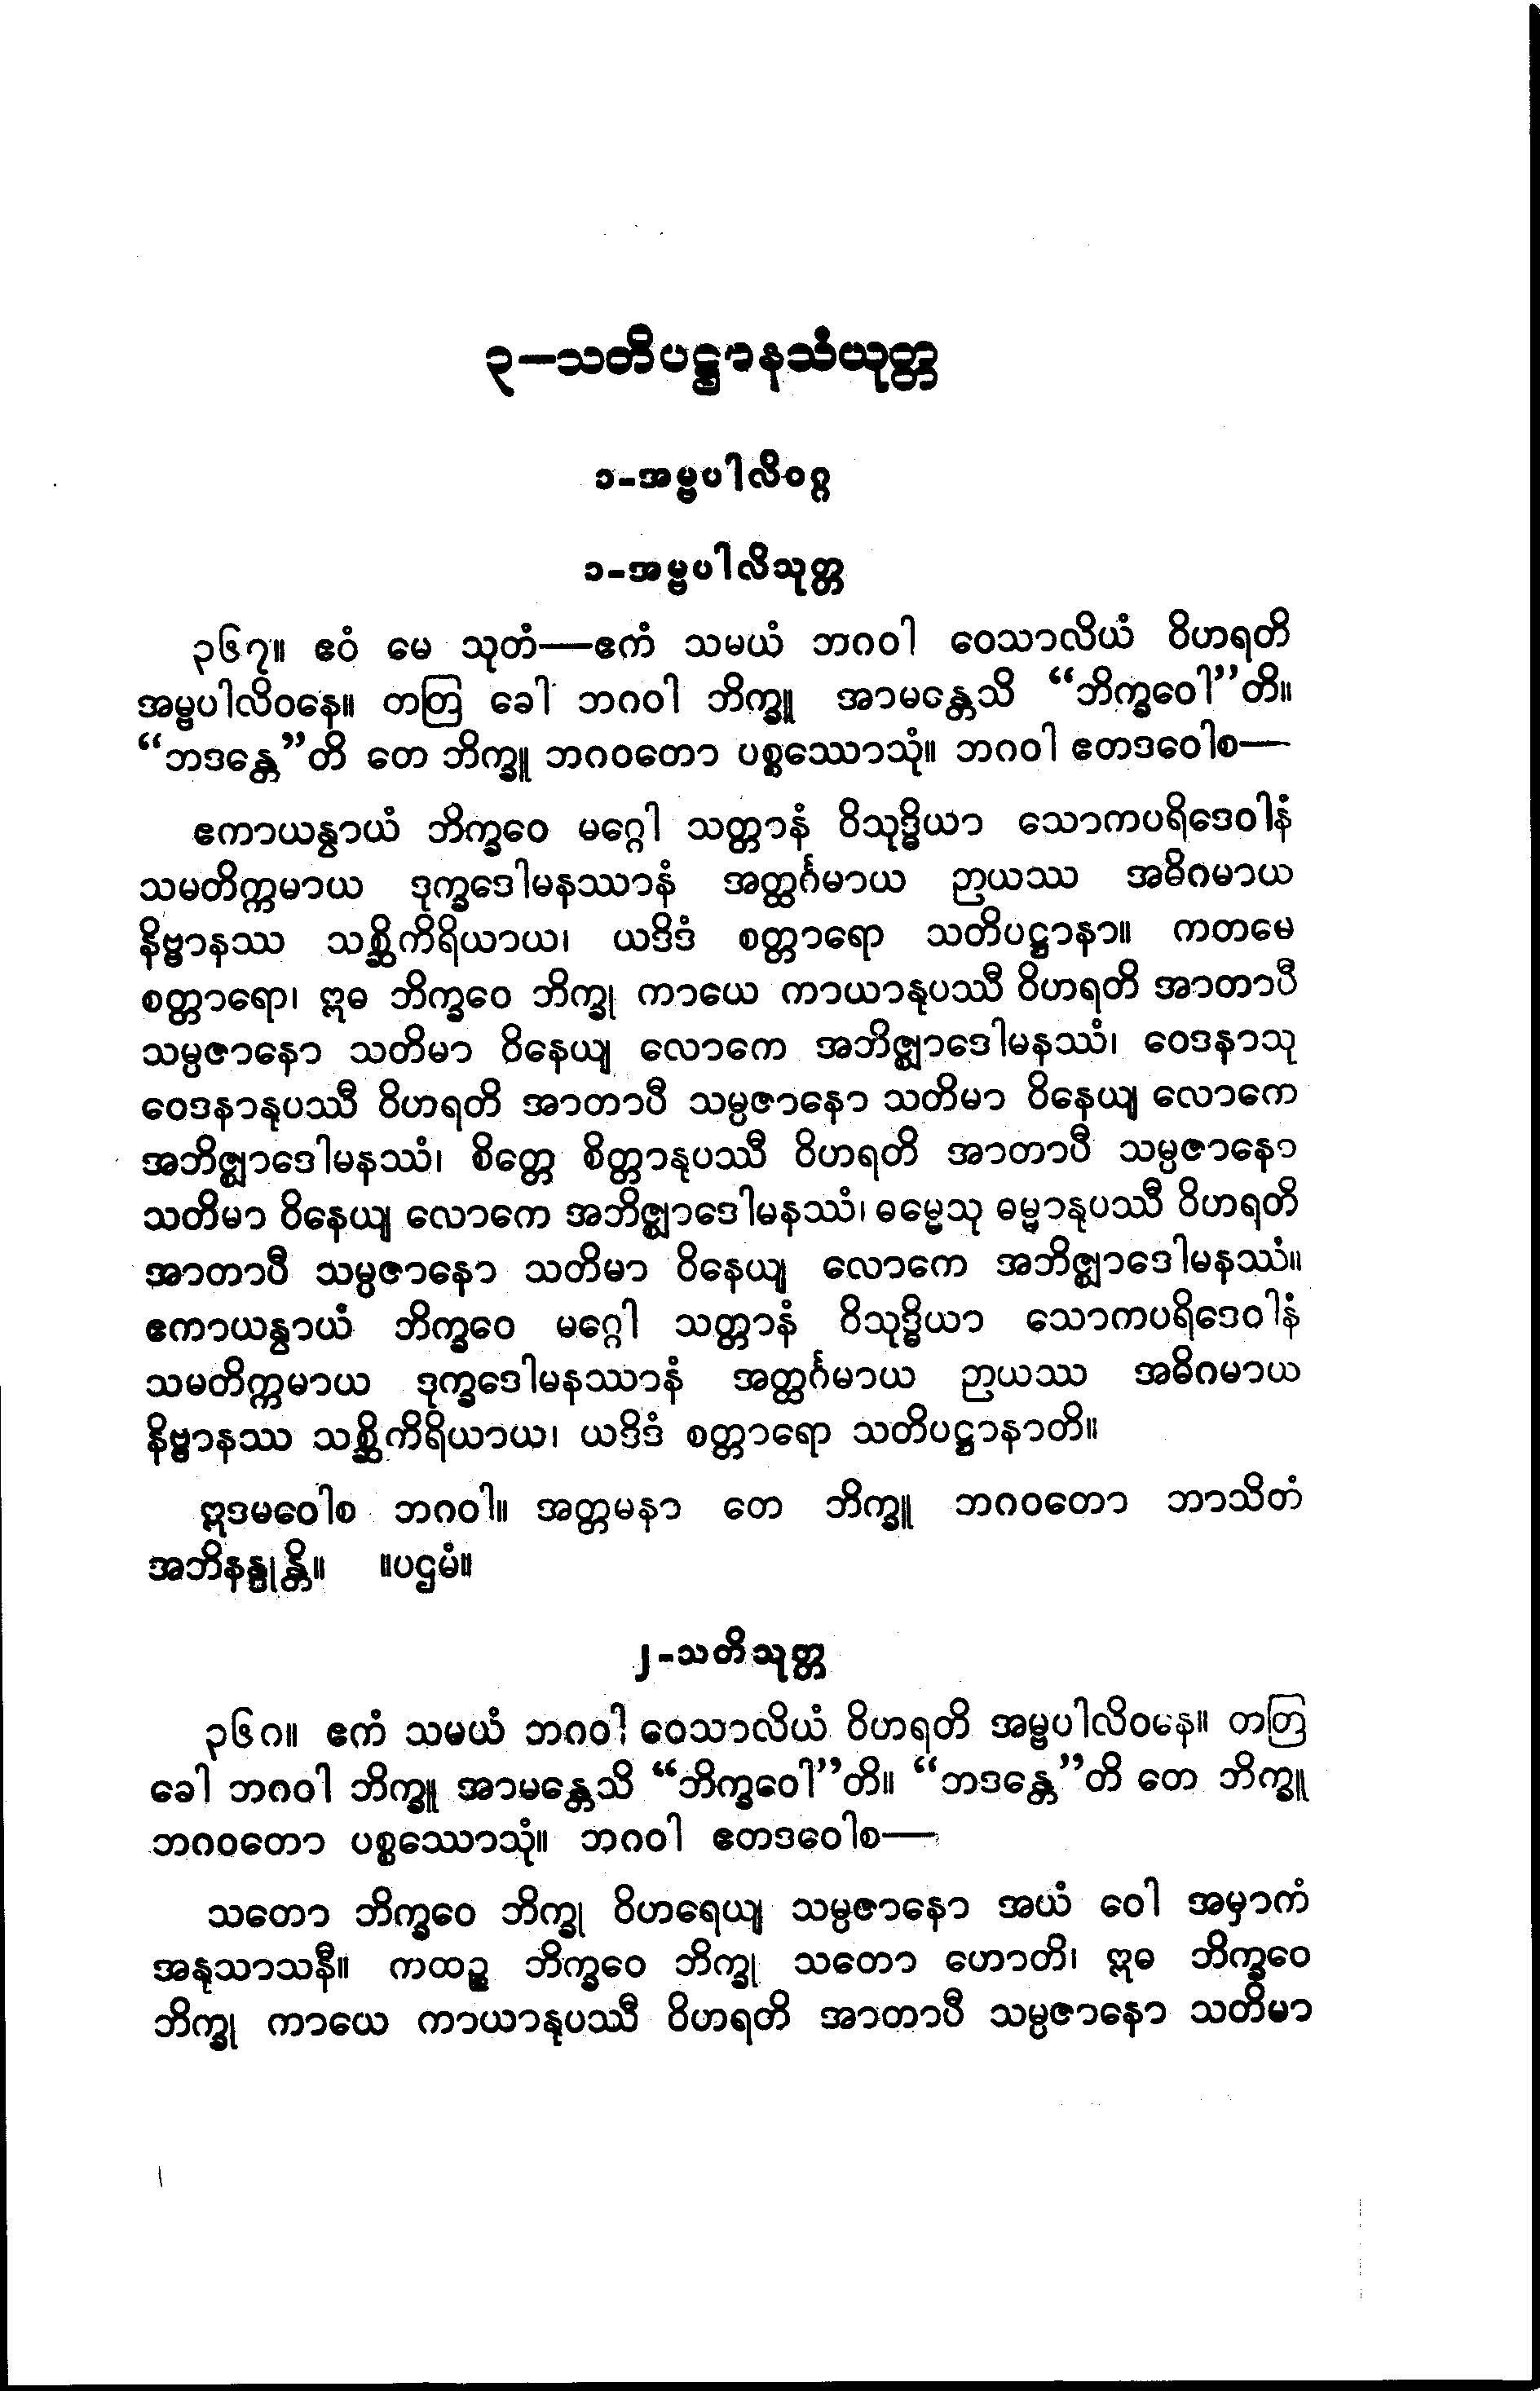 ၃—သတိပဋ္ဌာနသံယုတ္တ
၁-အမ္ဗပါလိဝဂ္ဂ
၁-အမ္ဗပါလိသုတ္တ
၃၆၇။ ဧဝံ မေ သုတံ—ဧကံ သမယံ ဘဂဝါ ဝေသာလိယံ ဝိဟရတိ
အမ္ဗပါလိဝနေ။ တတြ ခေါ ဘဂဝါ ဘိက္ခူ အာမန္တေသိ “ဘိက္ခဝေါ”တိ။
“ဘဒန္တေ”တိ တေ ဘိက္ခူ ဘဂဝတော ပစ္စဿောသုံ။ ဘဂဝါ ဧတဒဝေါစ—
ဧကာယနွာယံ ဘိက္ခဝေ မဂ္ဂေါ သတ္တာနံ ဝိသုဒ္ဓိယာ သောကပရိဒေဝါနံ
သမတိက္ကမာယ ဒုက္ခဒေါမနဿာနံ အတ္ထင်္ဂမာယ ဉာယဿ အဓိဂမာယ
နိဗ္ဗာနဿ သစ္ဆိကိရိယာယ၊ ယဒိဒံ စတ္တာရော သတိပဋ္ဌာနာ။ ကတမေ
စတ္တာရော၊ ဣဓ ဘိက္ခဝေ ဘိက္ခု ကာယေ ကာယာနုပဿီ ဝိဟရတိ အာတာပီ
သမ္ပဇာနော သတိမာ ဝိနေယျ လောကေ အဘိဇ္ဈာဒေါမနဿံ၊ ဝေဒနာသု
ဝေဒနာနုပဿီ ဝိဟရတိ အာတာပီ သမ္ပဇာနော သတိမာ ဝိနေယျ လောကေ
အဘိဇ္ဈာဒေါမနဿံ၊ စိတ္တေ စိတ္တာနုပဿီ ဝိဟရတိ အာတာပီ သမ္ပဇာနော
သတိမာ ဝိနေယျ လောကေ အဘိဇ္ဈာဒေါမနဿံ၊ ဓမ္မေသု ဓမ္မာနုပဿီ ဝိဟရတိ
အာတာပီ သမ္ပဇာနော သတိမာ ဝိနေယျ လောကေ အဘိဇ္ဈာဒေါမနဿံ။
ဧကာယနွာယံ ဘိက္ခဝေ မဂ္ဂေါ သတ္တာနံ ဝိသုဒ္ဓိယာ သောကပရိဒေဝါနံ
သမတိက္ကမာယ ဒုက္ခဒေါမနဿာနံ အတ္ထင်္ဂမာယ ဉာယဿ အဓိဂမာယ
နိဗ္ဗာနဿ သစ္ဆိကိရိယာယ၊ ယဒိဒံ စတ္တာရော သတိပဋ္ဌာနာတိ။
ဣဒမဝေါစ ဘဂဝါ။ အတ္တမနာ တေ ဘိက္ခူ ဘဂဝတော ဘာသိတံ
အဘိနန္ဒုန္တိ။ ။ပဌမံ။
၂-သတိသုတ္တ
၃၆၈။ ဧကံ သမယံ ဘဂဝါ ဝေသာလိယံ ဝိဟရတိ အမ္ဗပါလိဝနေ။ တတြ
ခေါ ဘဂဝါ ဘိက္ခူ အာမန္တေသိ “ဘိက္ခဝေါ”တိ။ “ဘဒန္တေ”တိ တေ ဘိက္ခူ
ဘဂဝတော ပစ္စဿောသုံ။ ဘဂဝါ ဧတဒဝေါစ—
သတော ဘိက္ခဝေ ဘိက္ခု ဝိဟရေယျ သမ္ပဇာနော အယံ ဝေါ အမှာကံ
အနုသာသနီ။ ကထဉ္စ ဘိက္ခဝေ ဘိက္ခု သတော ဟောတိ၊ ဣဓ ဘိက္ခဝေ
ဘိက္ခု ကာယေ ကာယာနုပဿီ ဝိဟရတိ အာတာပီ သမ္ပဇာနော သတိမာ